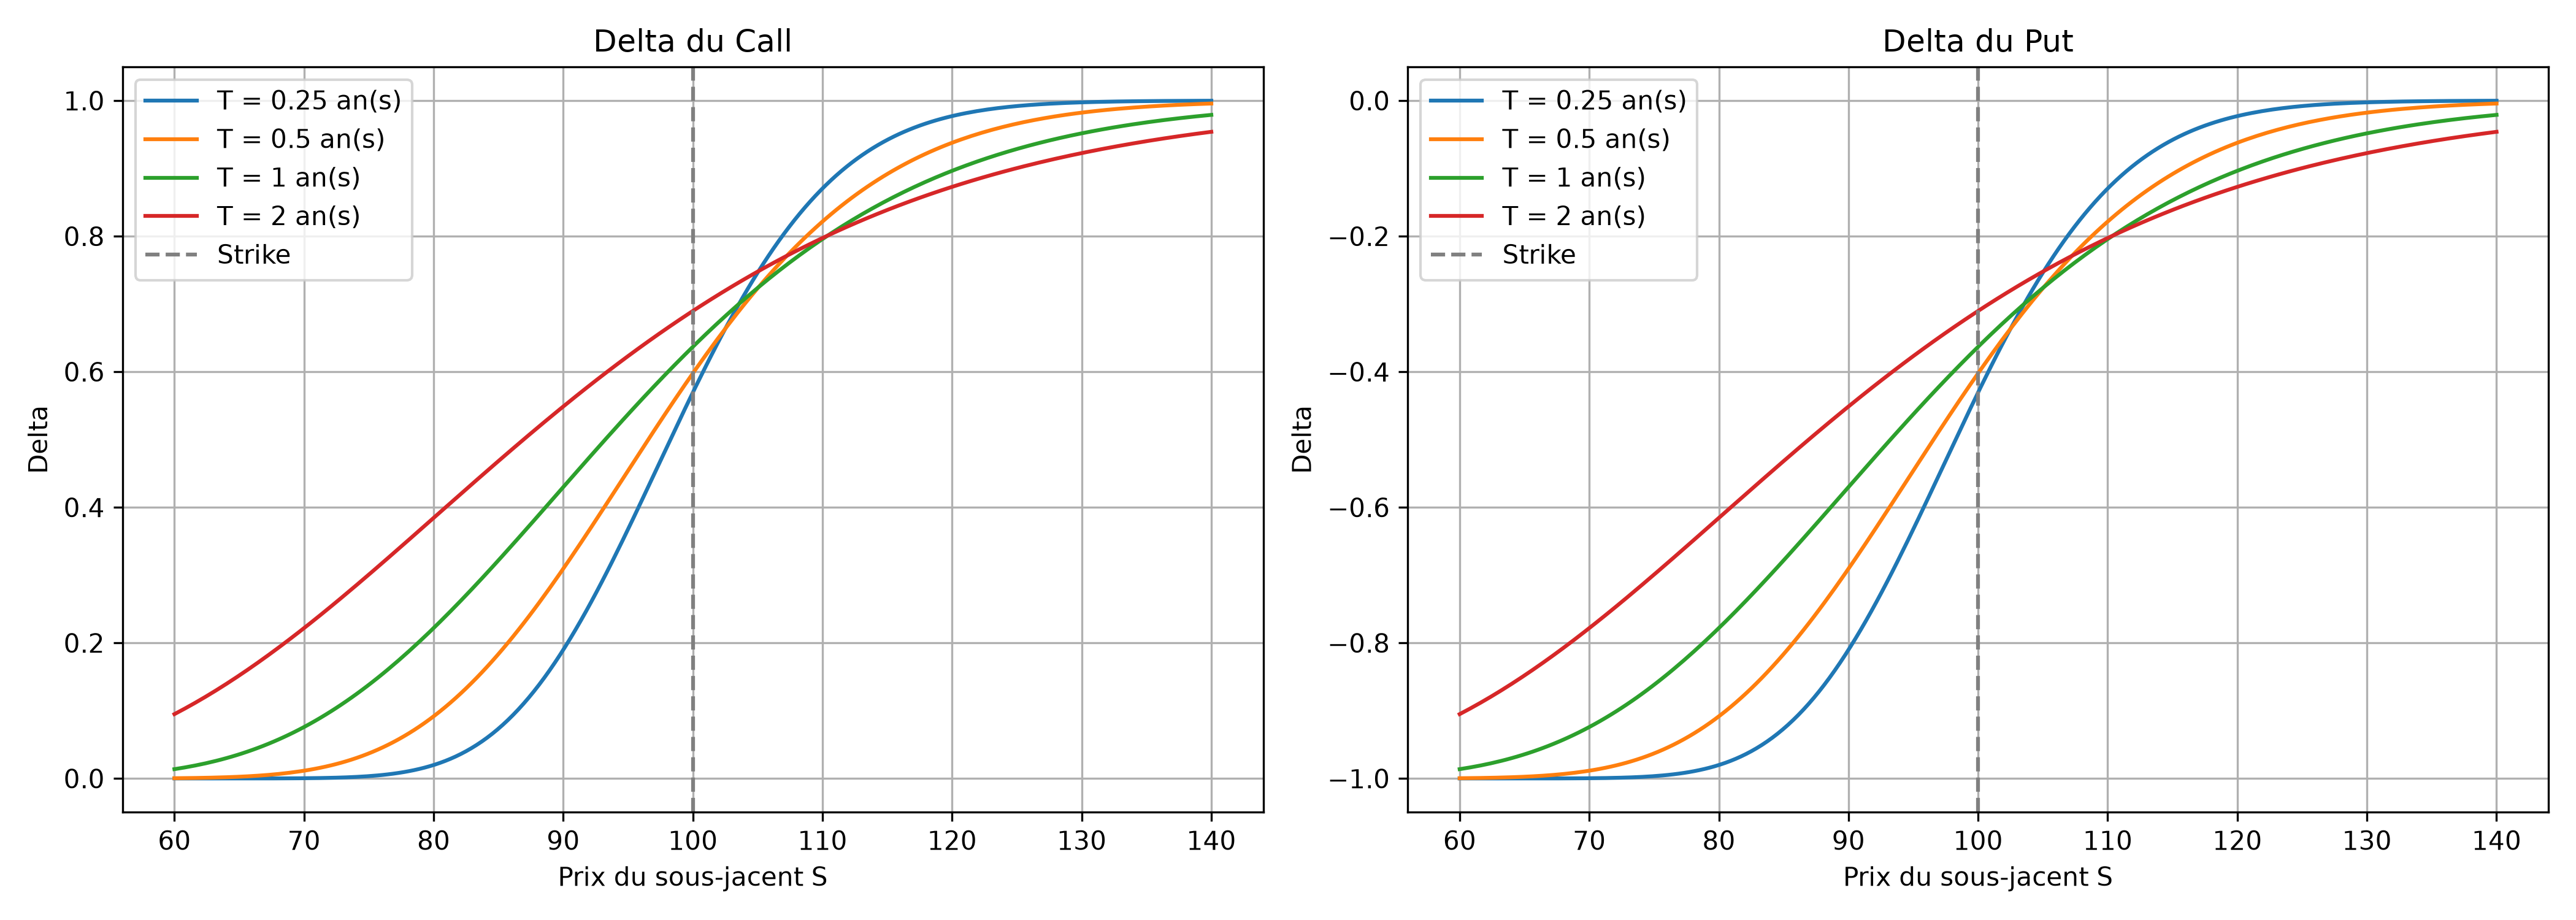 Delta du Call
T = 0.25 an(s)
T = 0.5 an(s)
T = 1 an(s)
T = 2 an(s)
Strike
1.0
0.8
0.6
0.4
0.2
0.0
Delta
60 70 80 90 100 110 120 130 140
Prix du sous-jacent S
Delta du Put
T = 0.25 an(s)
T = 0.5 an(s)
T = 1 an(s)
T = 2 an(s)
Strike
0.0
−0.2
−0.4
−0.6
−0.8
−1.0
Delta
60 70 80 90 100 110 120 130 140
Prix du sous-jacent S